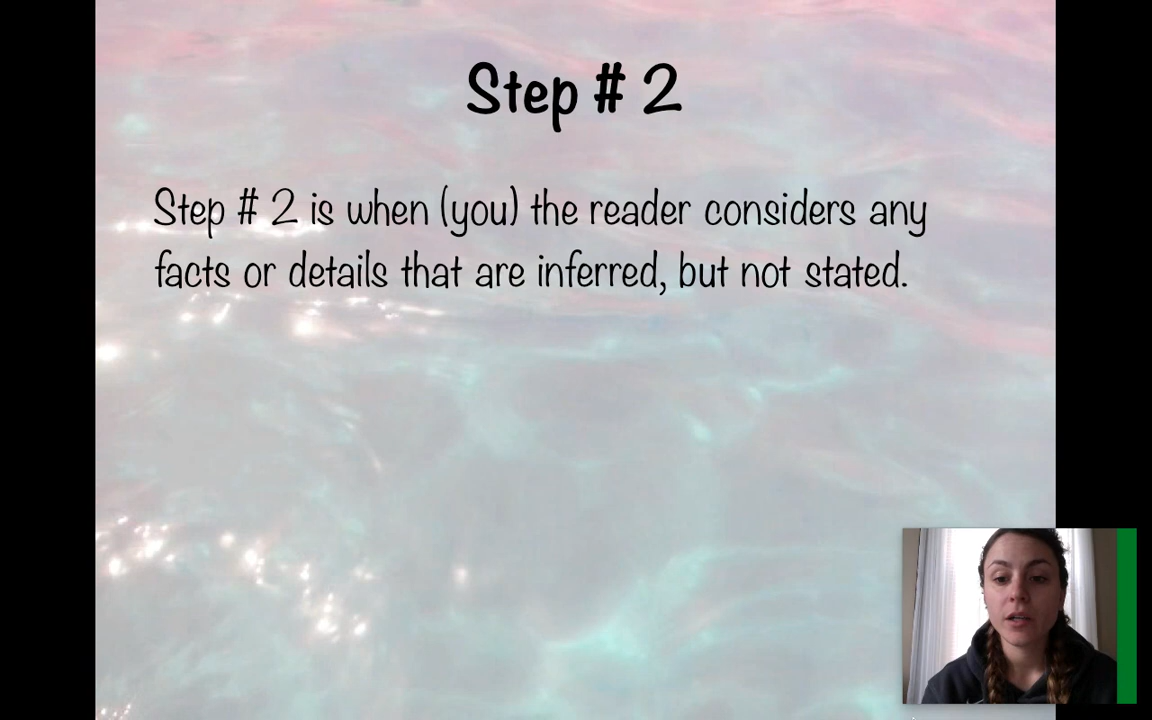 Step # 2
Step # 2 is when (you) the reader considers any
facts or details that are inferred, but not stated.